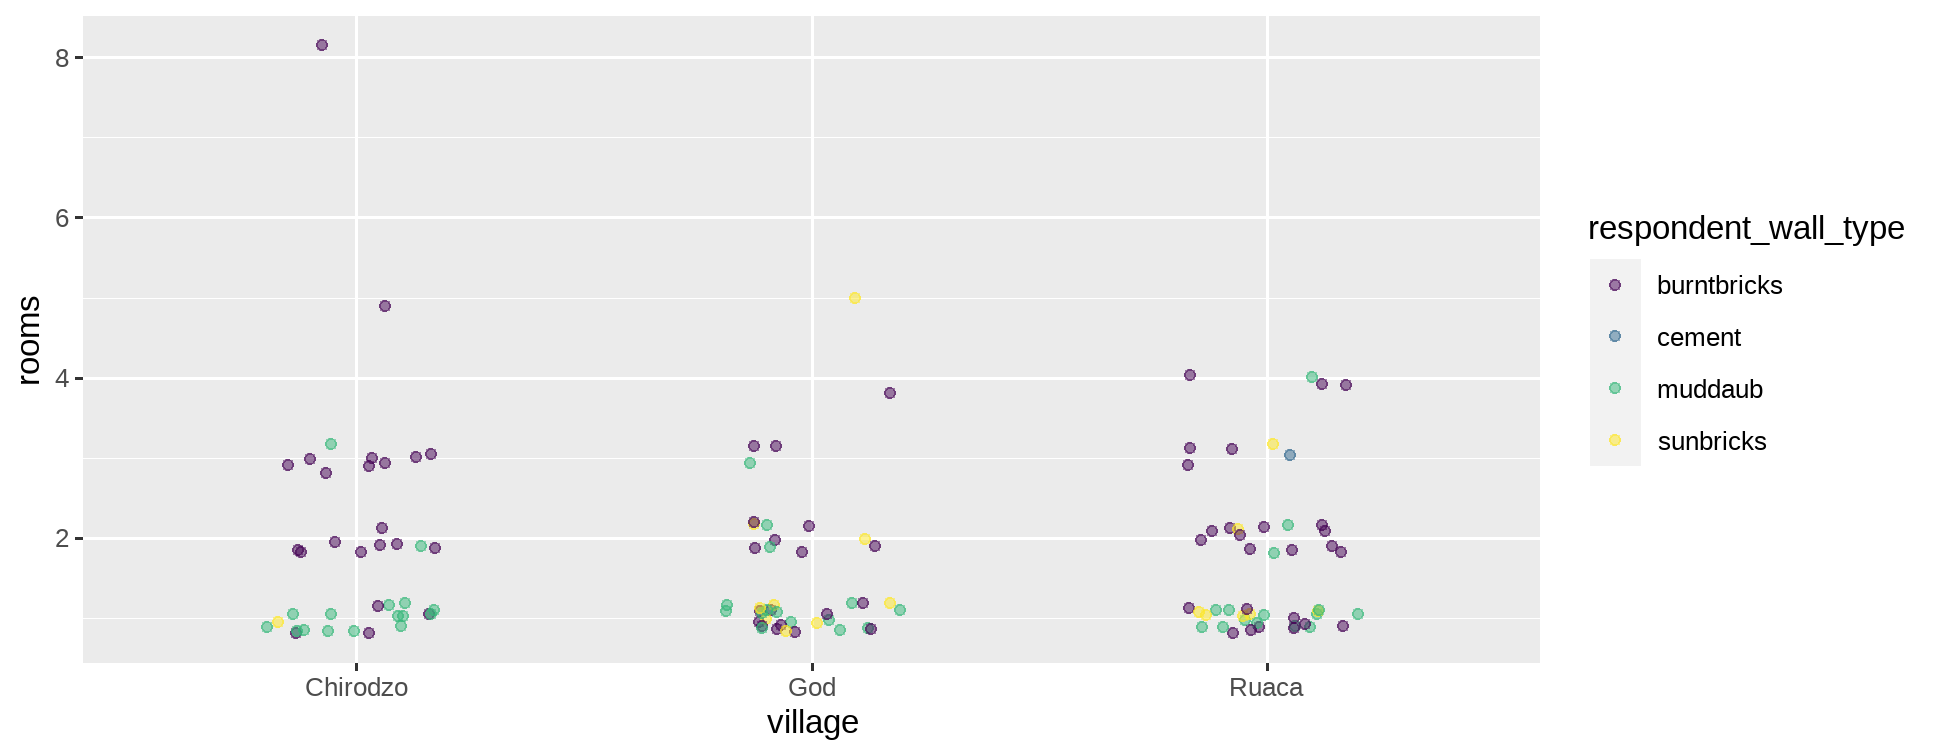 8
6
4
2
rooms
Chirodzo
God
Ruaca
village
respondent_wall_type
burntbricks
cement
muddaub
sunbricks